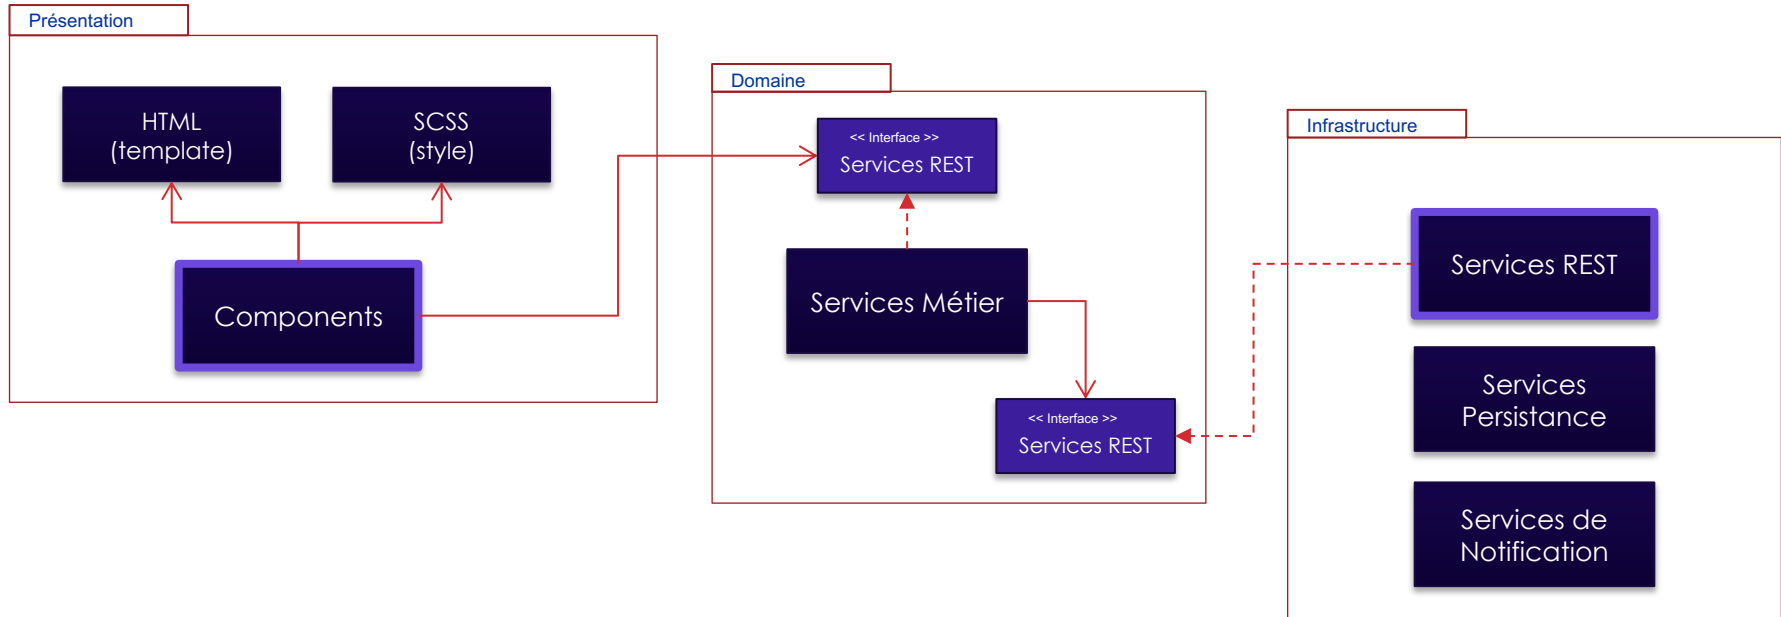 Présentation
HTML
(template)
SCSS
(style)
Components
Domaine
<< Interface >>
Services REST
Services Métier
<< Interface >>
Services REST
Infrastructure
Services REST
Services
Persistance
Services de
Notification